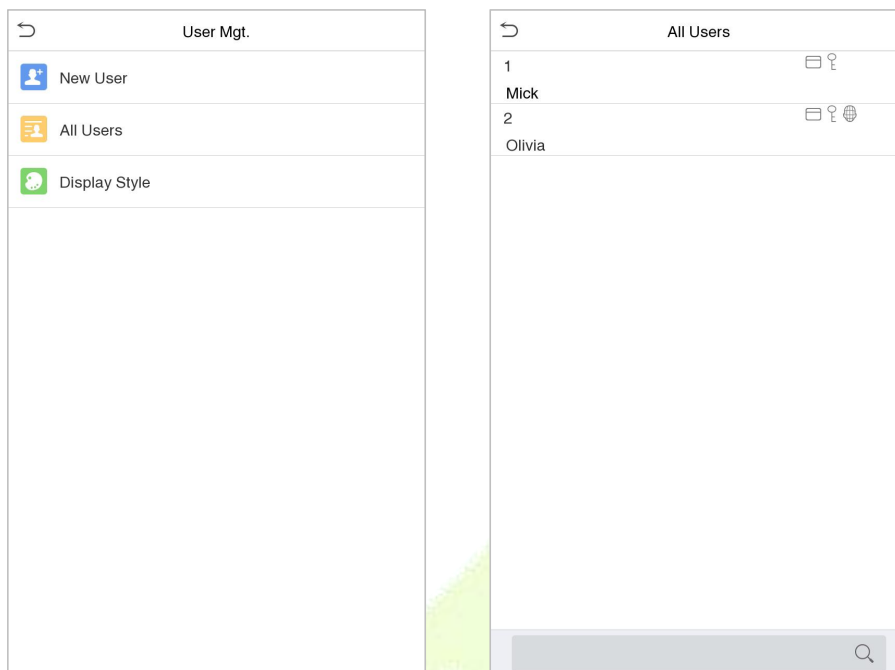 User Mgt.
New User
All Users
Display Style
All Users
1
Mick
2
Olivia